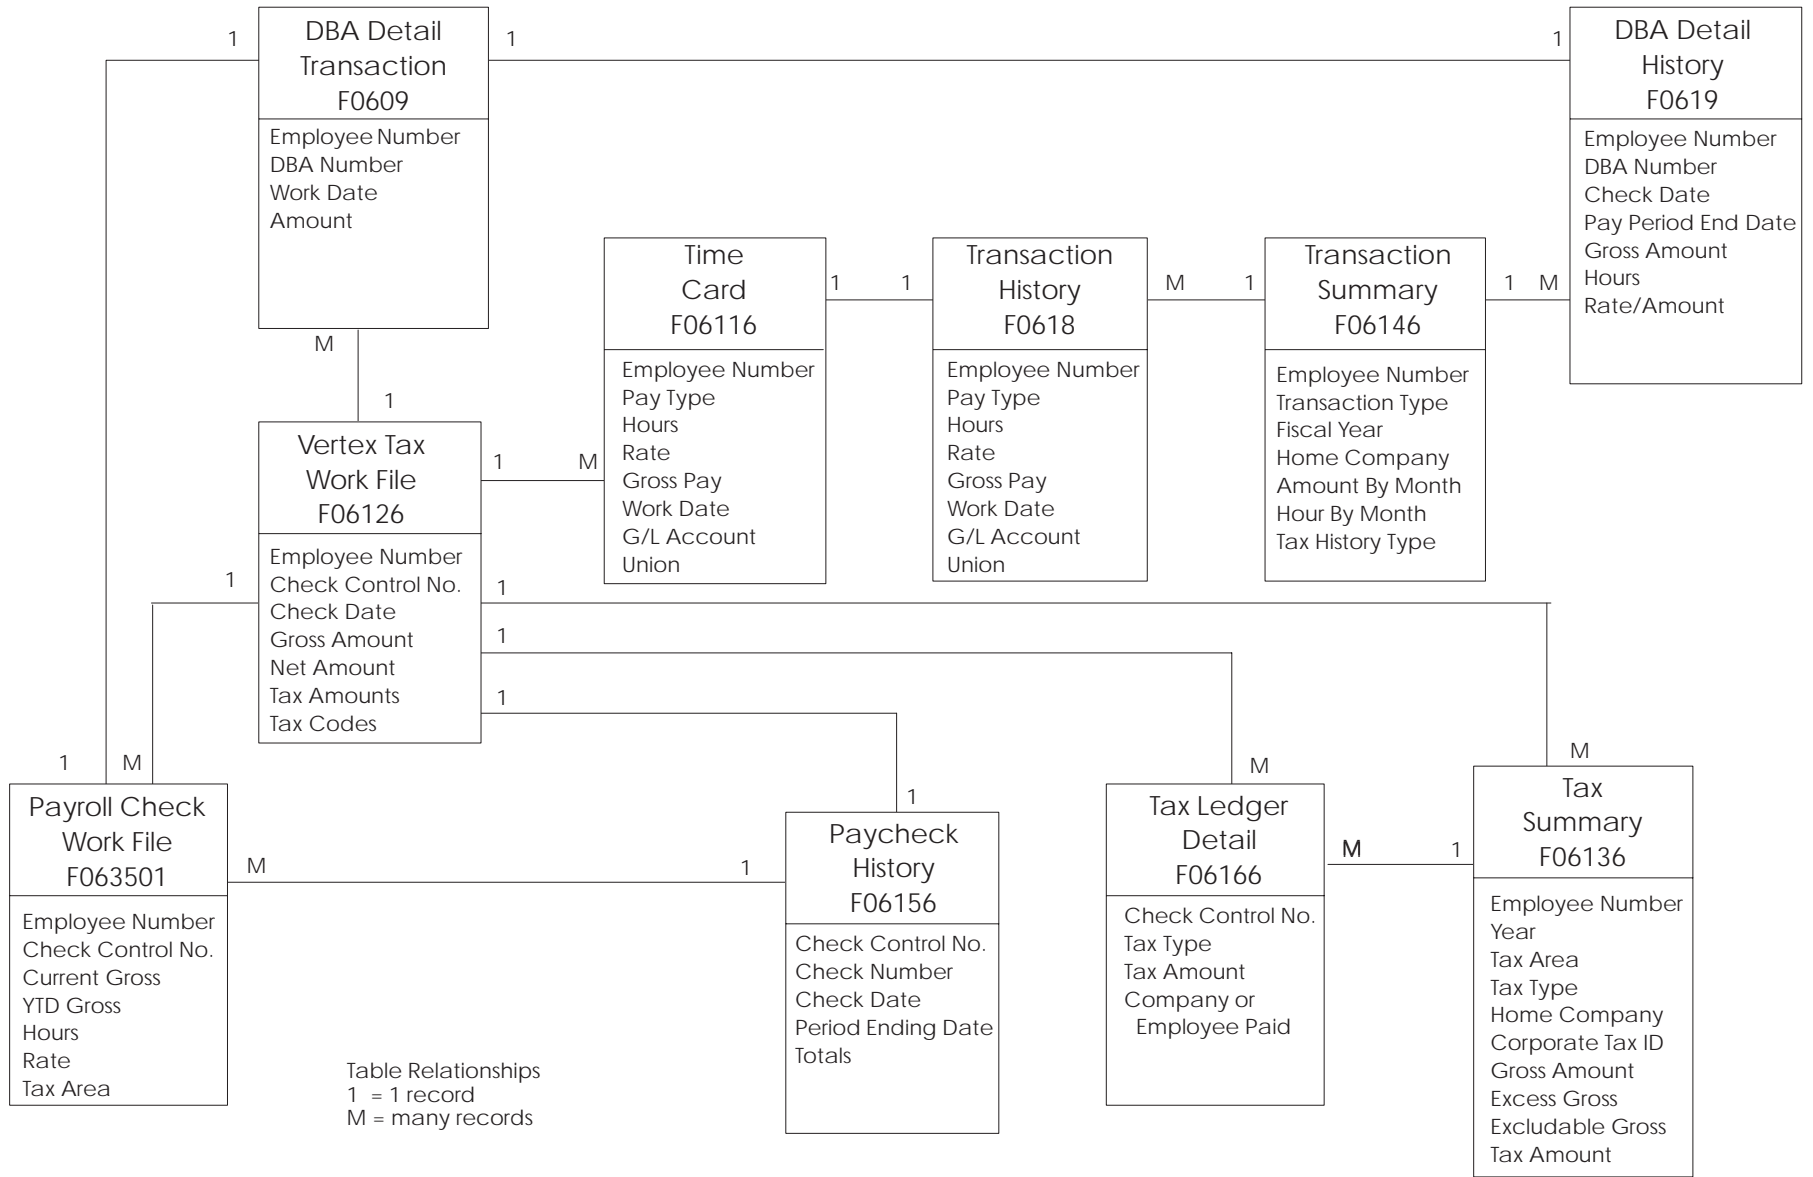 1
DBA Detail
Transaction
F0609
Employee Number
DBA Number
Work Date
Amount
1
1
DBA Detail
History
F0619
Employee Number
DBA Number
Check Date
Pay Period End Date
Gross Amount
Hours
Rate/Amount
Time
Card
F06116
Employee Number
Pay Type
Hours
Rate
Gross Pay
Work Date
G/L Account
Union
1
1
Transaction
History
F0618
Employee Number
Pay Type
Hours
Rate
Gross Pay
Work Date
G/L Account
Union
M
1
Transaction
Summary
F06146
Employee Number
Transaction Type
Fiscal Year
Home Company
Amount By Month
Hour By Month
Tax History Type
1
M
M
1
Vertex Tax
Work File
F06126
Employee Number
Check Control No.
Check Date
Gross Amount
Net Amount
Tax Amounts
Tax Codes
1
M
1
1
1
1
1
M
Payroll Check
Work File
F063501
Employee Number
Check Control No.
Current Gross
YTD Gross
Hours
Rate
Tax Area
M
1
1
Paycheck
History
F06156
Check Control No.
Check Number
Check Date
Period Ending Date
Totals
M
Tax Ledger
Detail
F06166
Check Control No.
Tax Type
Tax Amount
Company or
Employee Paid
M
1
M
Tax
Summary
F06136
Employee Number
Year
Tax Area
Tax Type
Home Company
Corporate Tax ID
Gross Amount
Excess Gross
Excludable Gross
Tax Amount
Table Relationships
1 = 1 record
M = many records